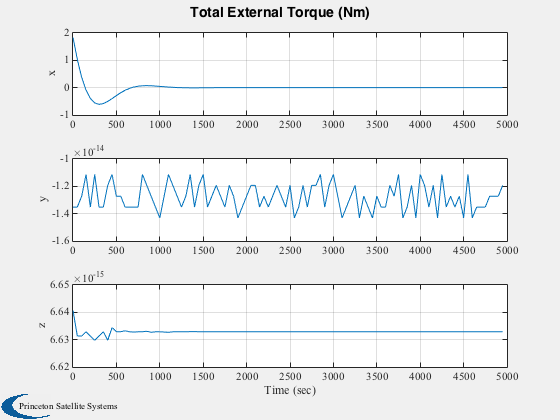 Total External Torque (Nm)
2
1
0
-1
x
0 500 1000 1500 2000 2500 3000 3500 4000 4500 5000
×10⁻¹⁴
-1
-1.2
-1.4
-1.6
y
0 500 1000 1500 2000 2500 3000 3500 4000 4500 5000
×10⁻¹⁵
6.65
6.64
6.63
6.62
z
0 500 1000 1500 2000 2500 3000 3500 4000 4500 5000
Time (sec)
Princeton Satellite Systems